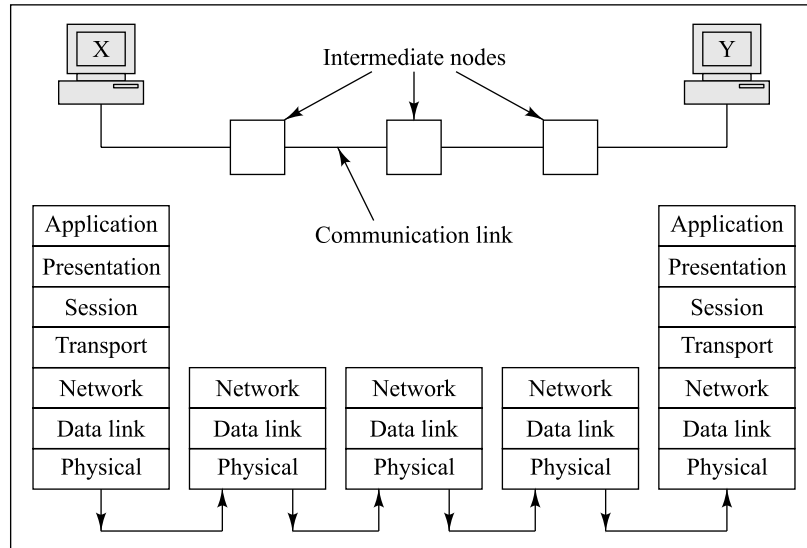 X
Y
Intermediate nodes
Communication link
Application
Presentation
Session
Transport
Network
Data link
Physical
Network
Data link
Physical
Network
Data link
Physical
Network
Data link
Physical
Application
Presentation
Session
Transport
Network
Data link
Physical